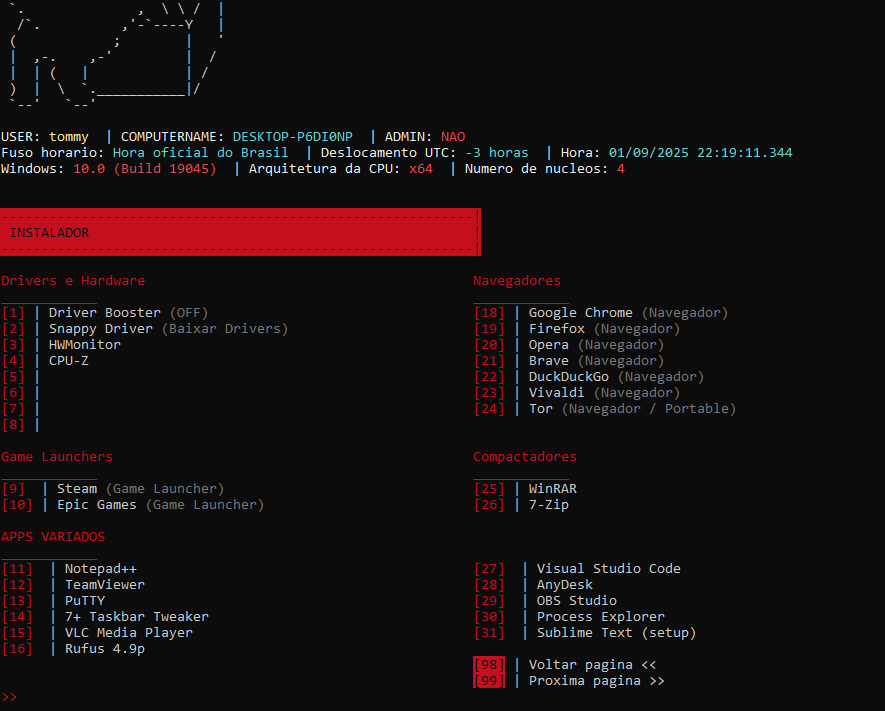 USER: tommy | COMPUTERNAME: DESKTOP-P6DI0NP | ADMIN: NAO
Fuso horario: Hora oficial do Brasil | Deslocamento UTC: -3 horas | Hora: 01/09/2025 22:19:11.344
Windows: 10.0 (Build 19045) | Arquitetura da CPU: x64 | Numero de nucleos: 4
INSTALADOR
Drivers e Hardware
[1] | Driver Booster (OFF)
[2] | Snappy Driver (Baixar Drivers)
[3] | HWMonitor
[4] | CPU-Z
[5] |
[6] |
[7] |
[8] |
Game Launchers
[9] | Steam (Game Launcher)
[10] | Epic Games (Game Launcher)
APPS VARIADOS
[11] | Notepad++
[12] | TeamViewer
[13] | PuTTY
[14] | 7+ Taskbar Tweaker
[15] | VLC Media Player
[16] | Rufus 4.9p
Navegadores
[18] | Google Chrome (Navegador)
[19] | Firefox (Navegador)
[20] | Opera (Navegador)
[21] | Brave (Navegador)
[22] | DuckDuckGo (Navegador)
[23] | Vivaldi (Navegador)
[24] | Tor (Navegador / Portable)
Compactadores
[25] | WinRAR
[26] | 7-Zip
[27] | Visual Studio Code
[28] | AnyDesk
[29] | OBS Studio
[30] | Process Explorer
[31] | Sublime Text (setup)
[98] | Voltar pagina <<
[99] | Proxima pagina >>
>>